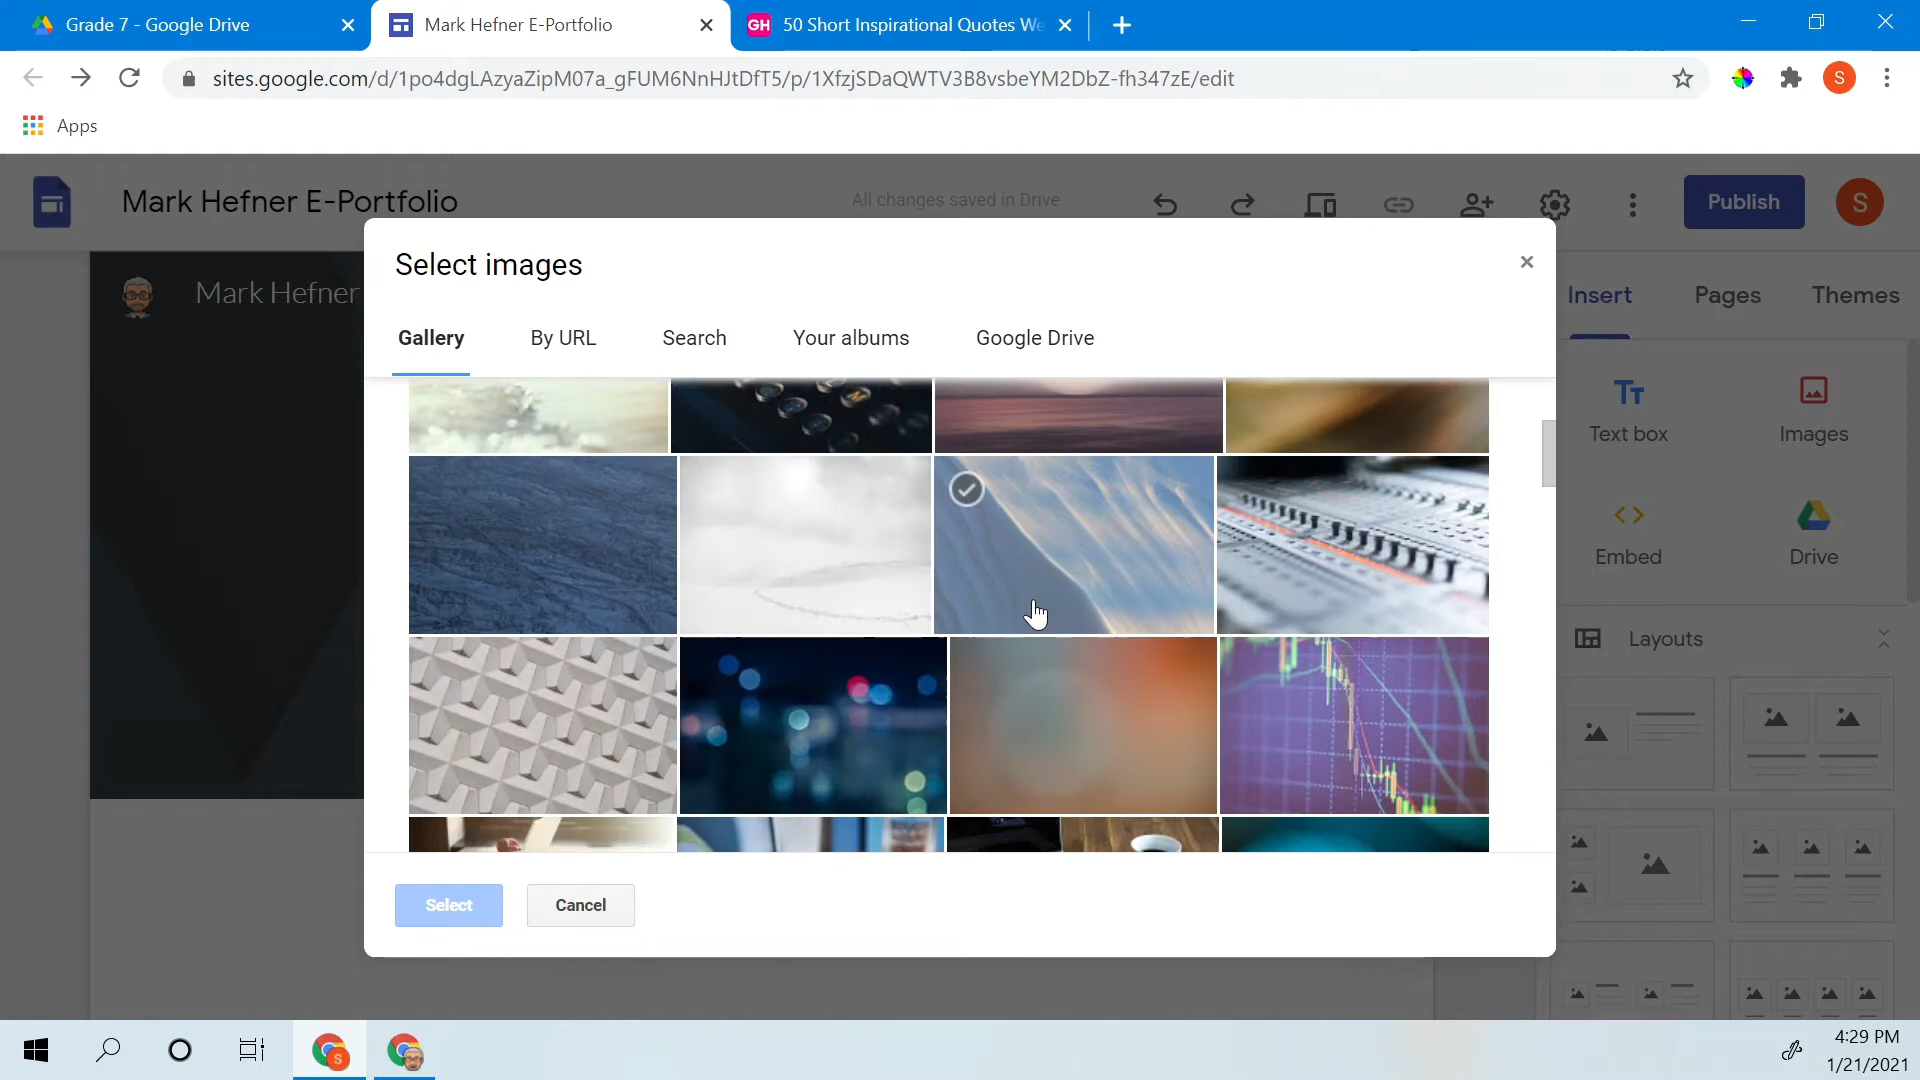 Grade 7 - Google Drive
Mark Hefner E-Portfolio
GH 50 Short Inspirational Quotes We
sites.google.com/d/1po4dgLAzyaZipM07a_gFUM6NnHJtDfT5/p/1XfzjSDaQWTV3B8vsbeYM2DbZ-fh347zE/edit
S
Apps
Mark Hefner E-Portfolio
All changes saved in Drive
Publish
S
Mark Hefner
Select images
Gallery
By URL
Search
Your albums
Google Drive
Select
Cancel
Insert
Pages
Themes
Tт
Text box
Images
Embed
Drive
Layouts
S
4:29 PM
1/21/2021